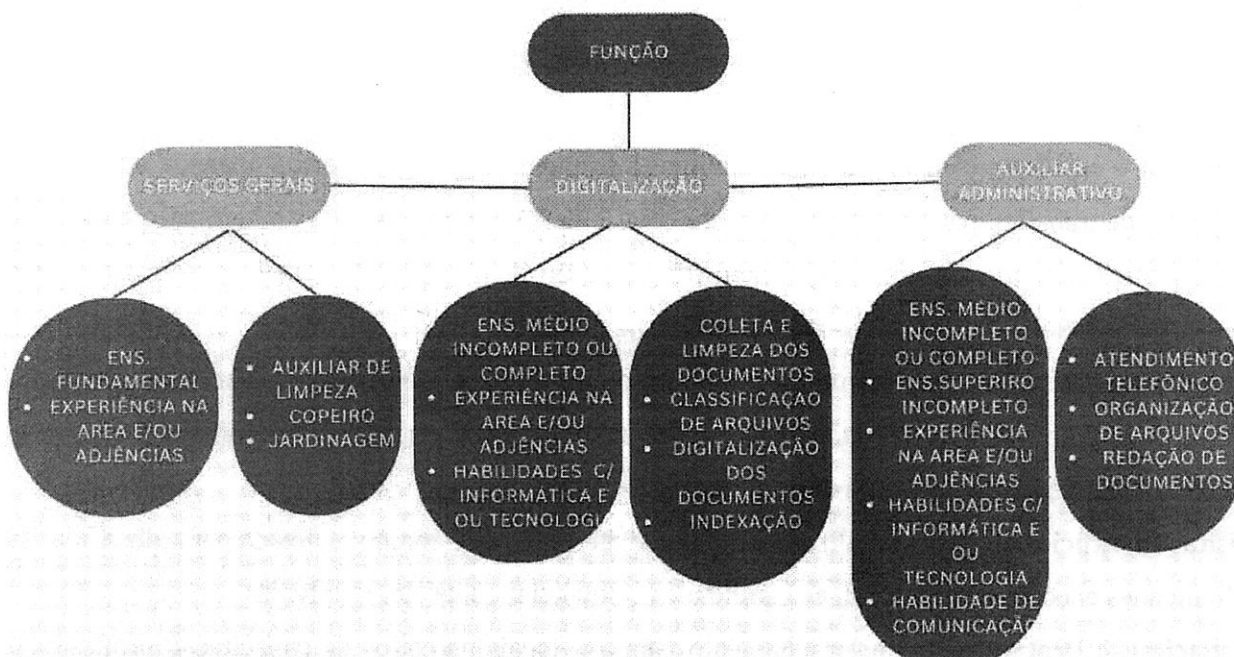 FUNÇÃO
SERVIÇOS GERAIS
DIGITALIZAÇÃO
AUXILIAR
ADMINISTRATIVO
• ENS.
FUNDAMENTAL
• EXPERIÊNCIA NA
AREA E/OU
ADJÊNCIAS
• AUXILIAR DE
LIMPEZA
• COPEIRO
• JARDINAGEM
• ENS. MÉDIO
INCOMPLETO OU
COMPLETO
• EXPERIÊNCIA NA
AREA E/OU
ADJÊNCIAS
• HABILIDADES C/
INFORMÁTICA E
OU TECNOLOGI
• COLETA E
LIMPEZA DOS
DOCUMENTOS
• CLASSIFICAÇAO
DE ARQUIVOS
• DIGITALIZAÇÃO
DOS
DOCUMENTOS
• INDEXAÇÃO
• ENS. MÉDIO
INCOMPLETO
OU COMPLETO
• ENS.SUPERIRO
INCOMPLETO
• EXPERIÊNCIA
NA AREA E/OU
ADJÊNCIAS
• HABILIDADES C/
INFORMÁTICA E
OU
TECNOLOGIA
• HABILIDADE DE
COMUNICAÇÃO
• ATENDIMENTO
TELEFÔNICO
• ORGANIZAÇÃO
DE ARQUIVOS
• REDAÇÃO DE
DOCUMENTOS